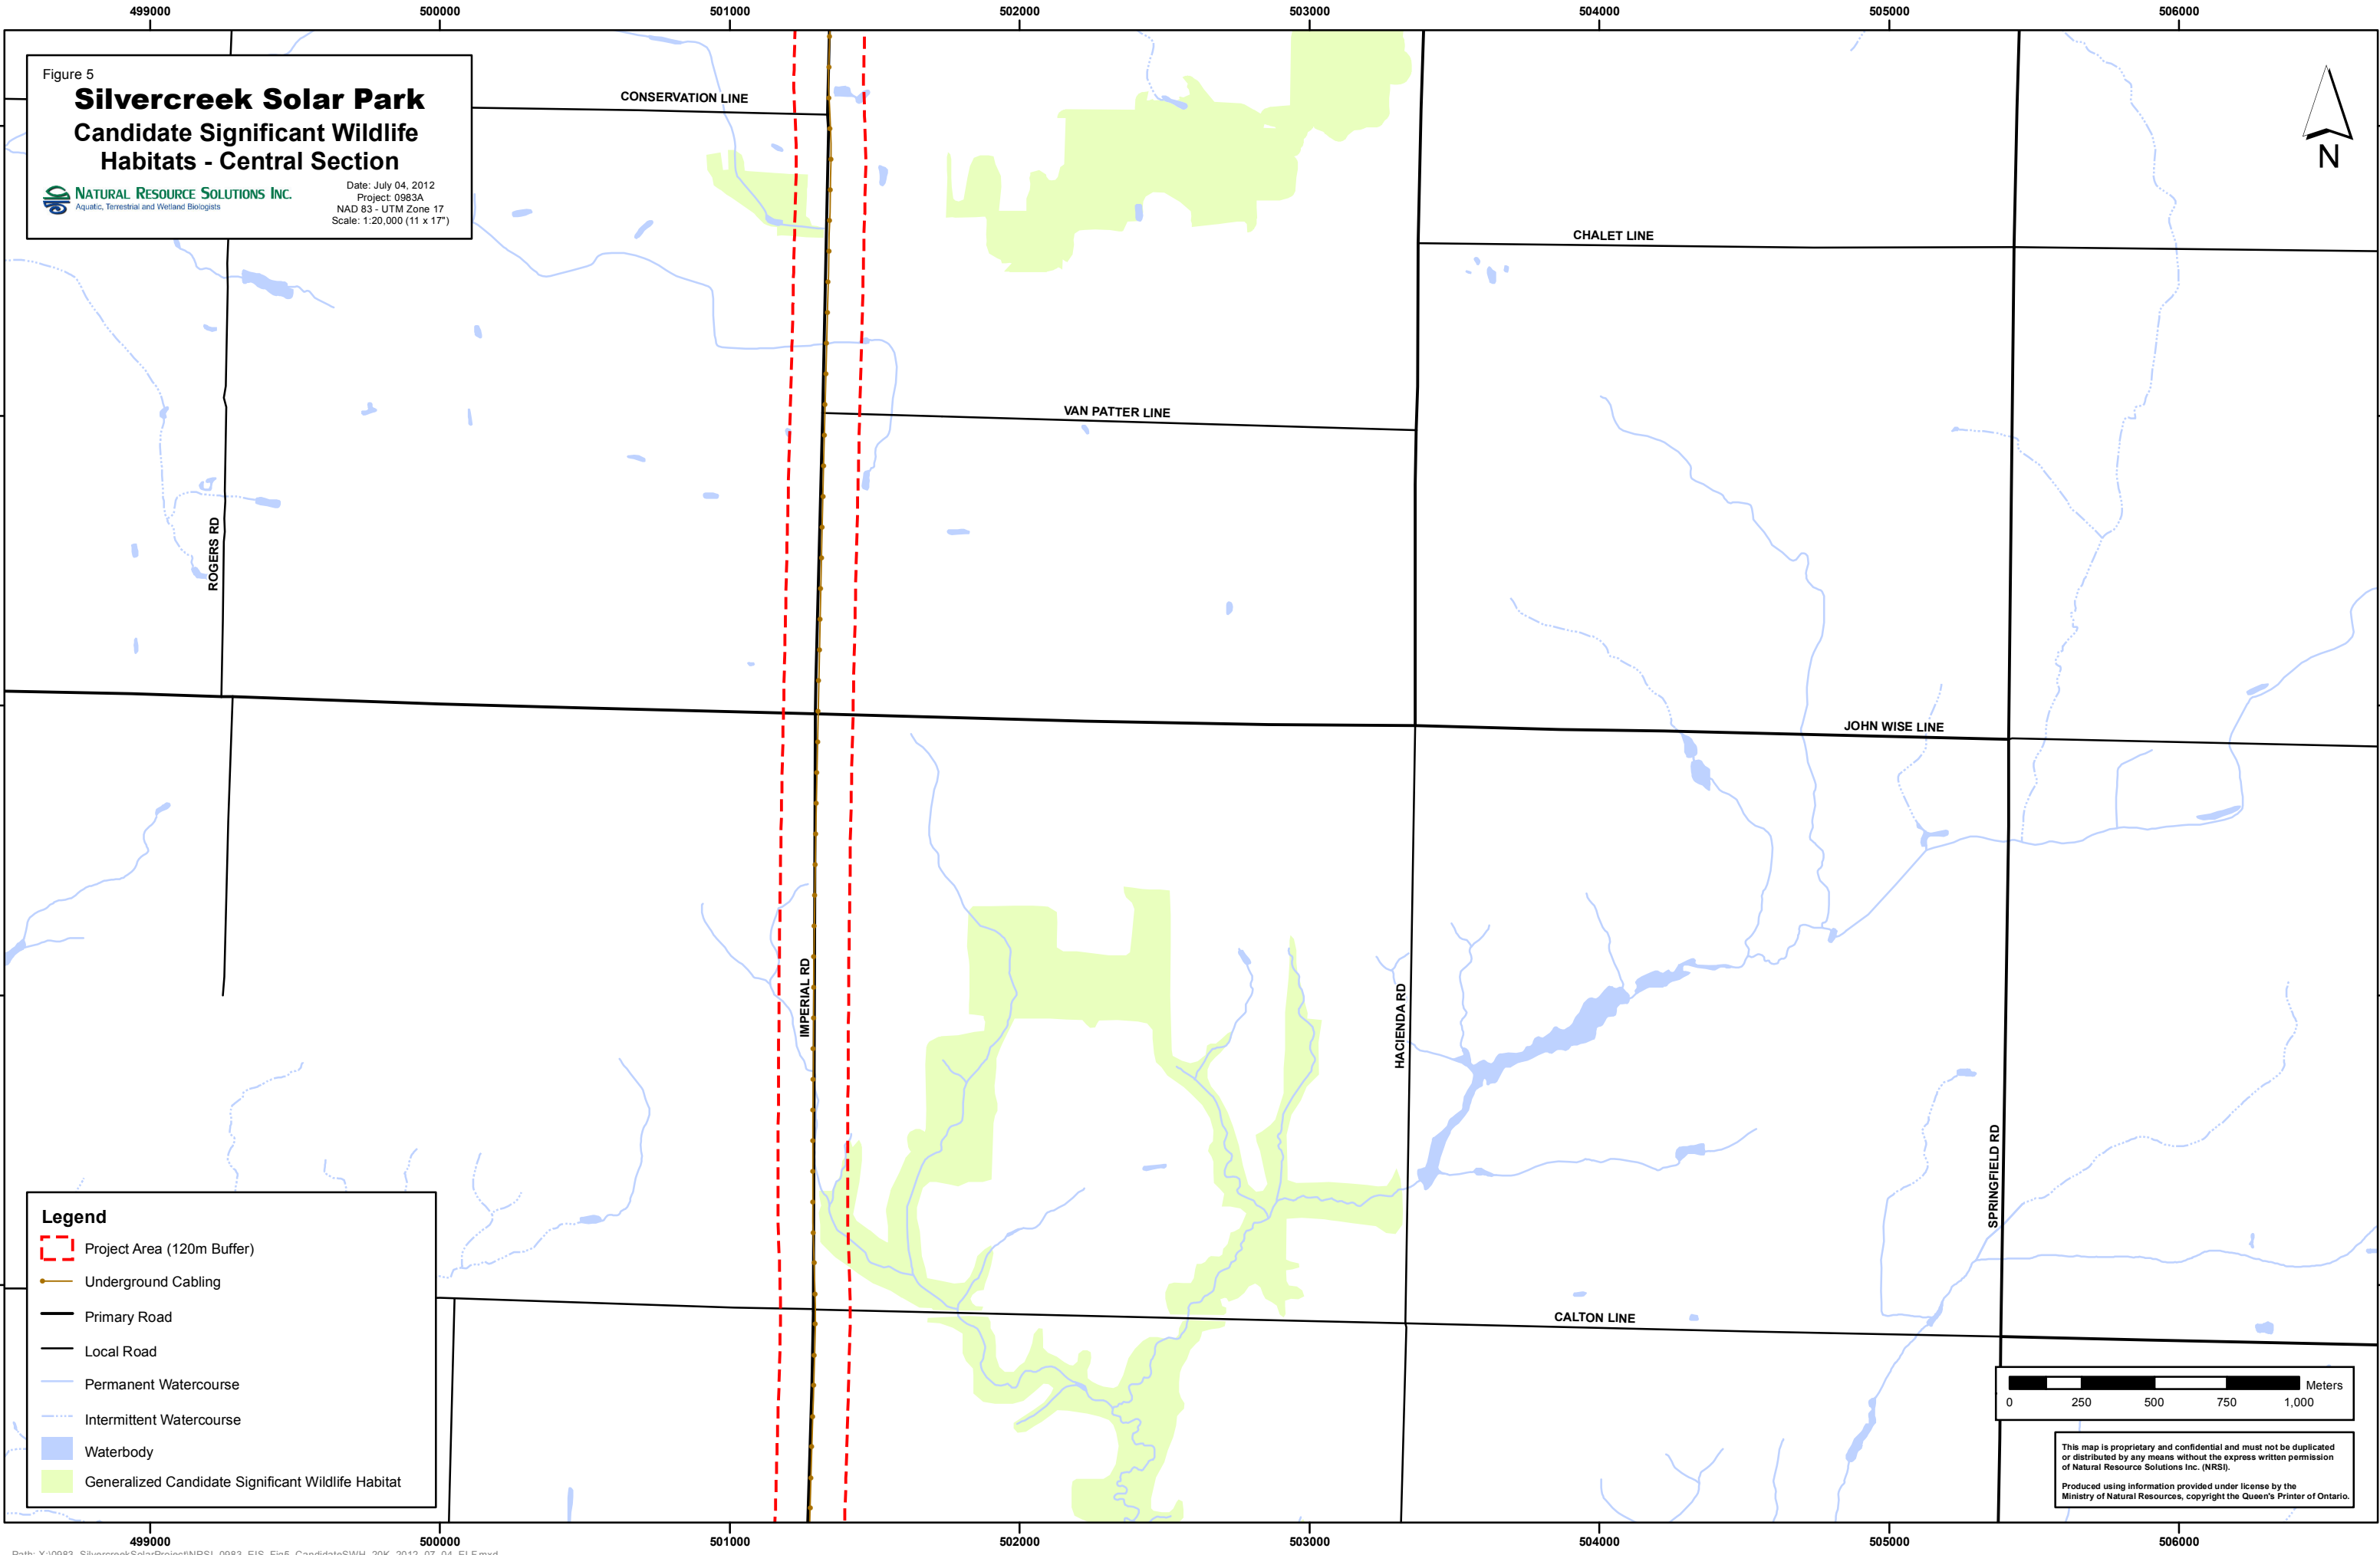 499000 500000 501000 502000 503000 504000 505000 506000
Figure 5
Silvercreek Solar Park
Candidate Significant Wildlife
Habitats - Central Section
NATURAL RESOURCE SOLUTIONS INC.
Aquatic, Terrestrial and Wetland Biologists
Date: July 04, 2012
Project: 0983A
NAD 83 - UTM Zone 17
Scale: 1:20,000 (11 x 17")
CONSERVATION LINE
N
CHALET LINE
VAN PATTER LINE
ROGERS RD
JOHN WISE LINE
IMPERIAL RD
HACIENDA RD
SPRINGFIELD RD
CALTON LINE
Legend
Project Area (120m Buffer)
Underground Cabling
Primary Road
Local Road
Permanent Watercourse
Intermittent Watercourse
Waterbody
Generalized Candidate Significant Wildlife Habitat
Meters
0 250 500 750 1,000
This map is proprietary and confidential and must not be duplicated
or distributed by any means without the express written permission
of Natural Resource Solutions Inc. (NRSI).
Produced using information provided under license by the
Ministry of Natural Resources, copyright the Queen's Printer of Ontario.
499000 500000 501000 502000 503000 504000 505000 506000